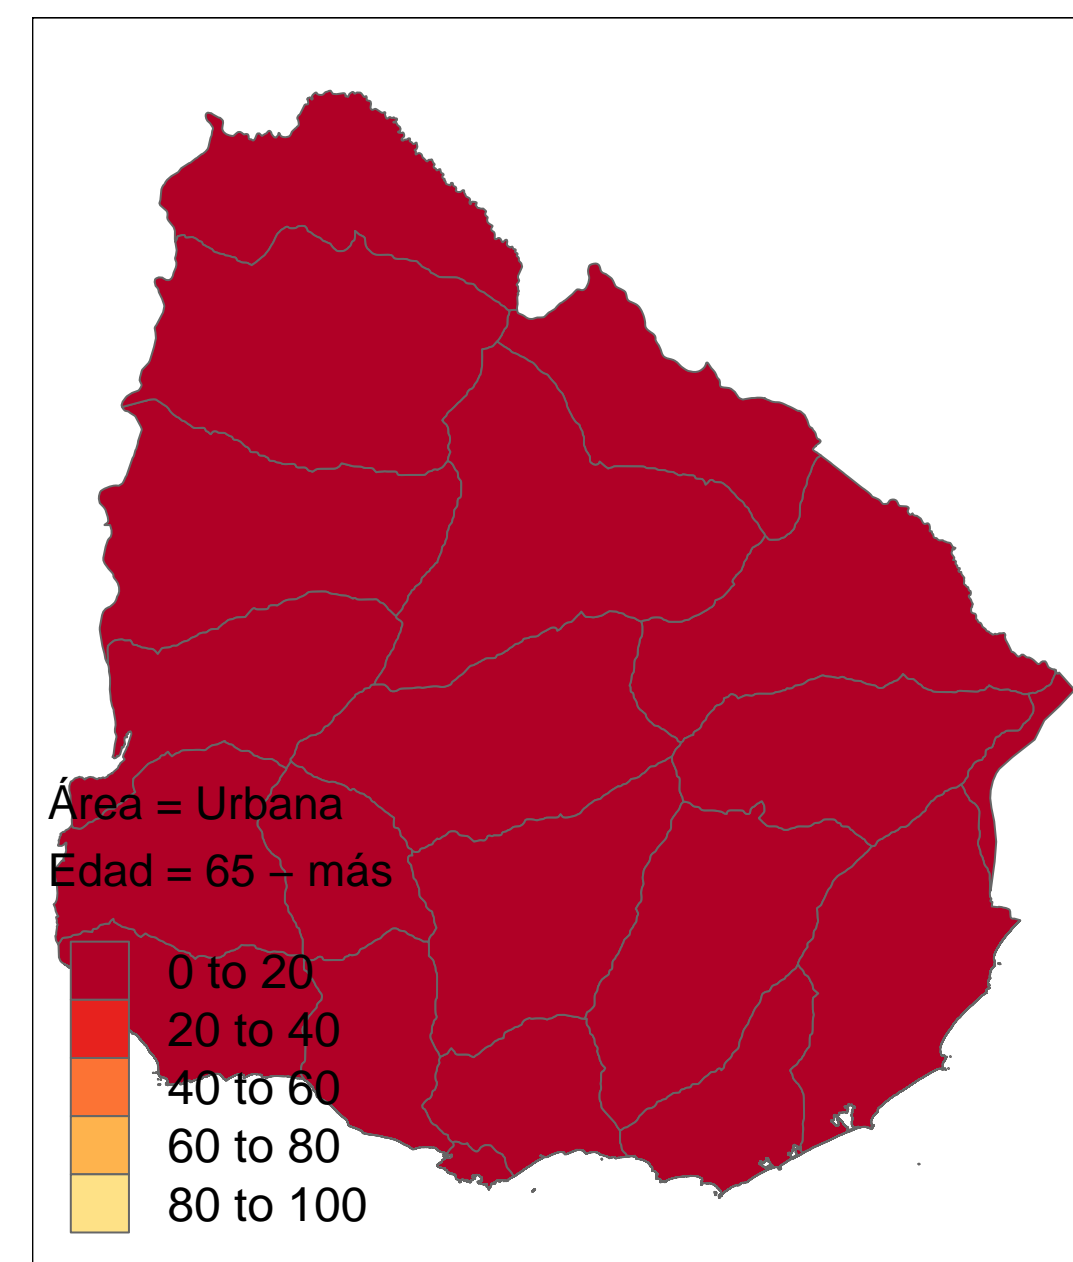 Área = Urbana
Edad = 65 – más
0 to 20
20 to 40
40 to 60
60 to 80
80 to 100